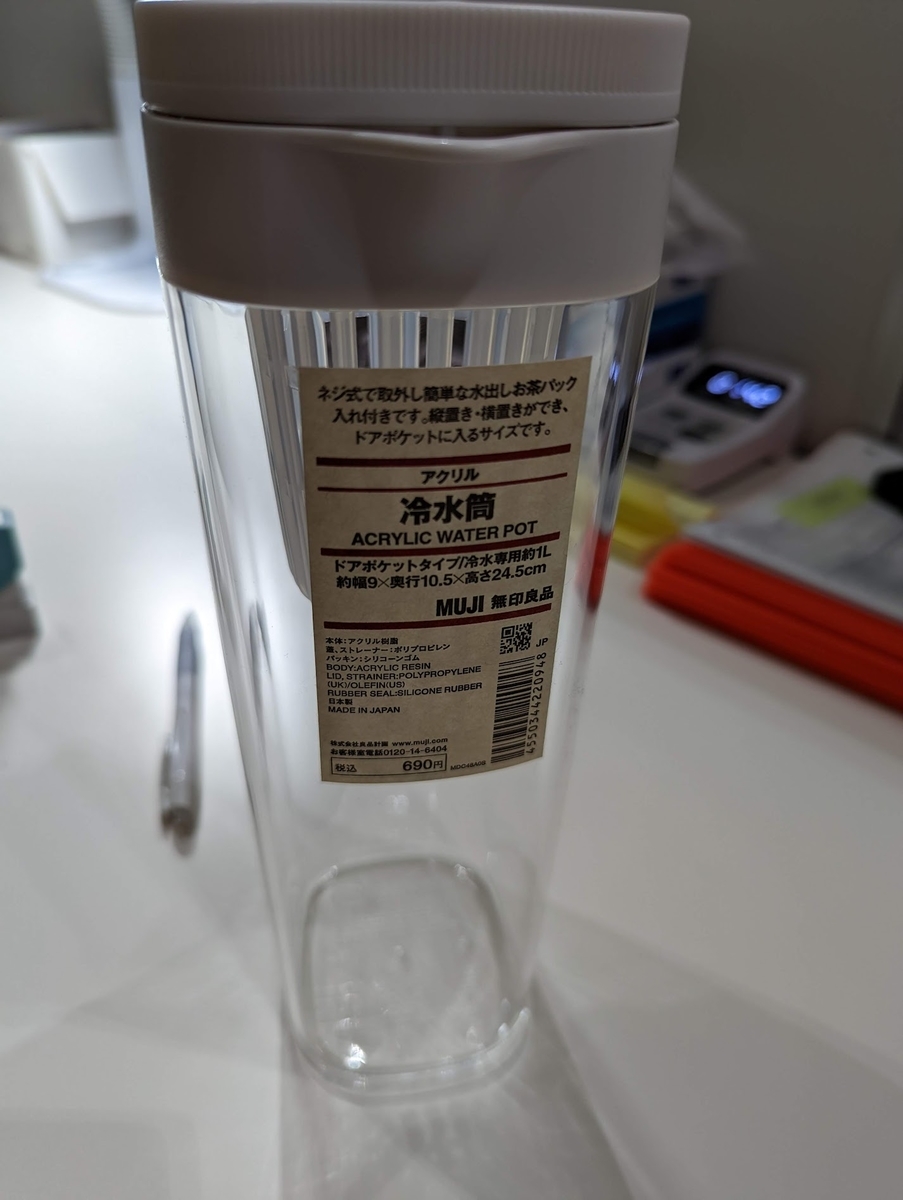 ネジ式で取外し簡単な水出しお茶パック
入れ付きです。縦置き・横置きができ、
ドアポケットに入るサイズです。
アクリル
冷水筒
ACRYLIC WATER POT
ドアポケットタイプ/冷水専用約1L
約幅9×奥行10.5×高さ24.5cm
MUJI 無印良品
本体:アクリル樹脂
蓋、ストレーナー:ポリプロピレン
パッキン:シリコーンゴム
BODY:ACRYLIC RESIN
LID, STRAINER:POLYPROPYLENE
(UK)/OLEFIN(US)
RUBBER SEAL:SILICONE RUBBER
日本製
MADE IN JAPAN
JP
4550344220948
株式会社良品計画 www.muji.com
お客様室電話0120-14-6404
税込 690円